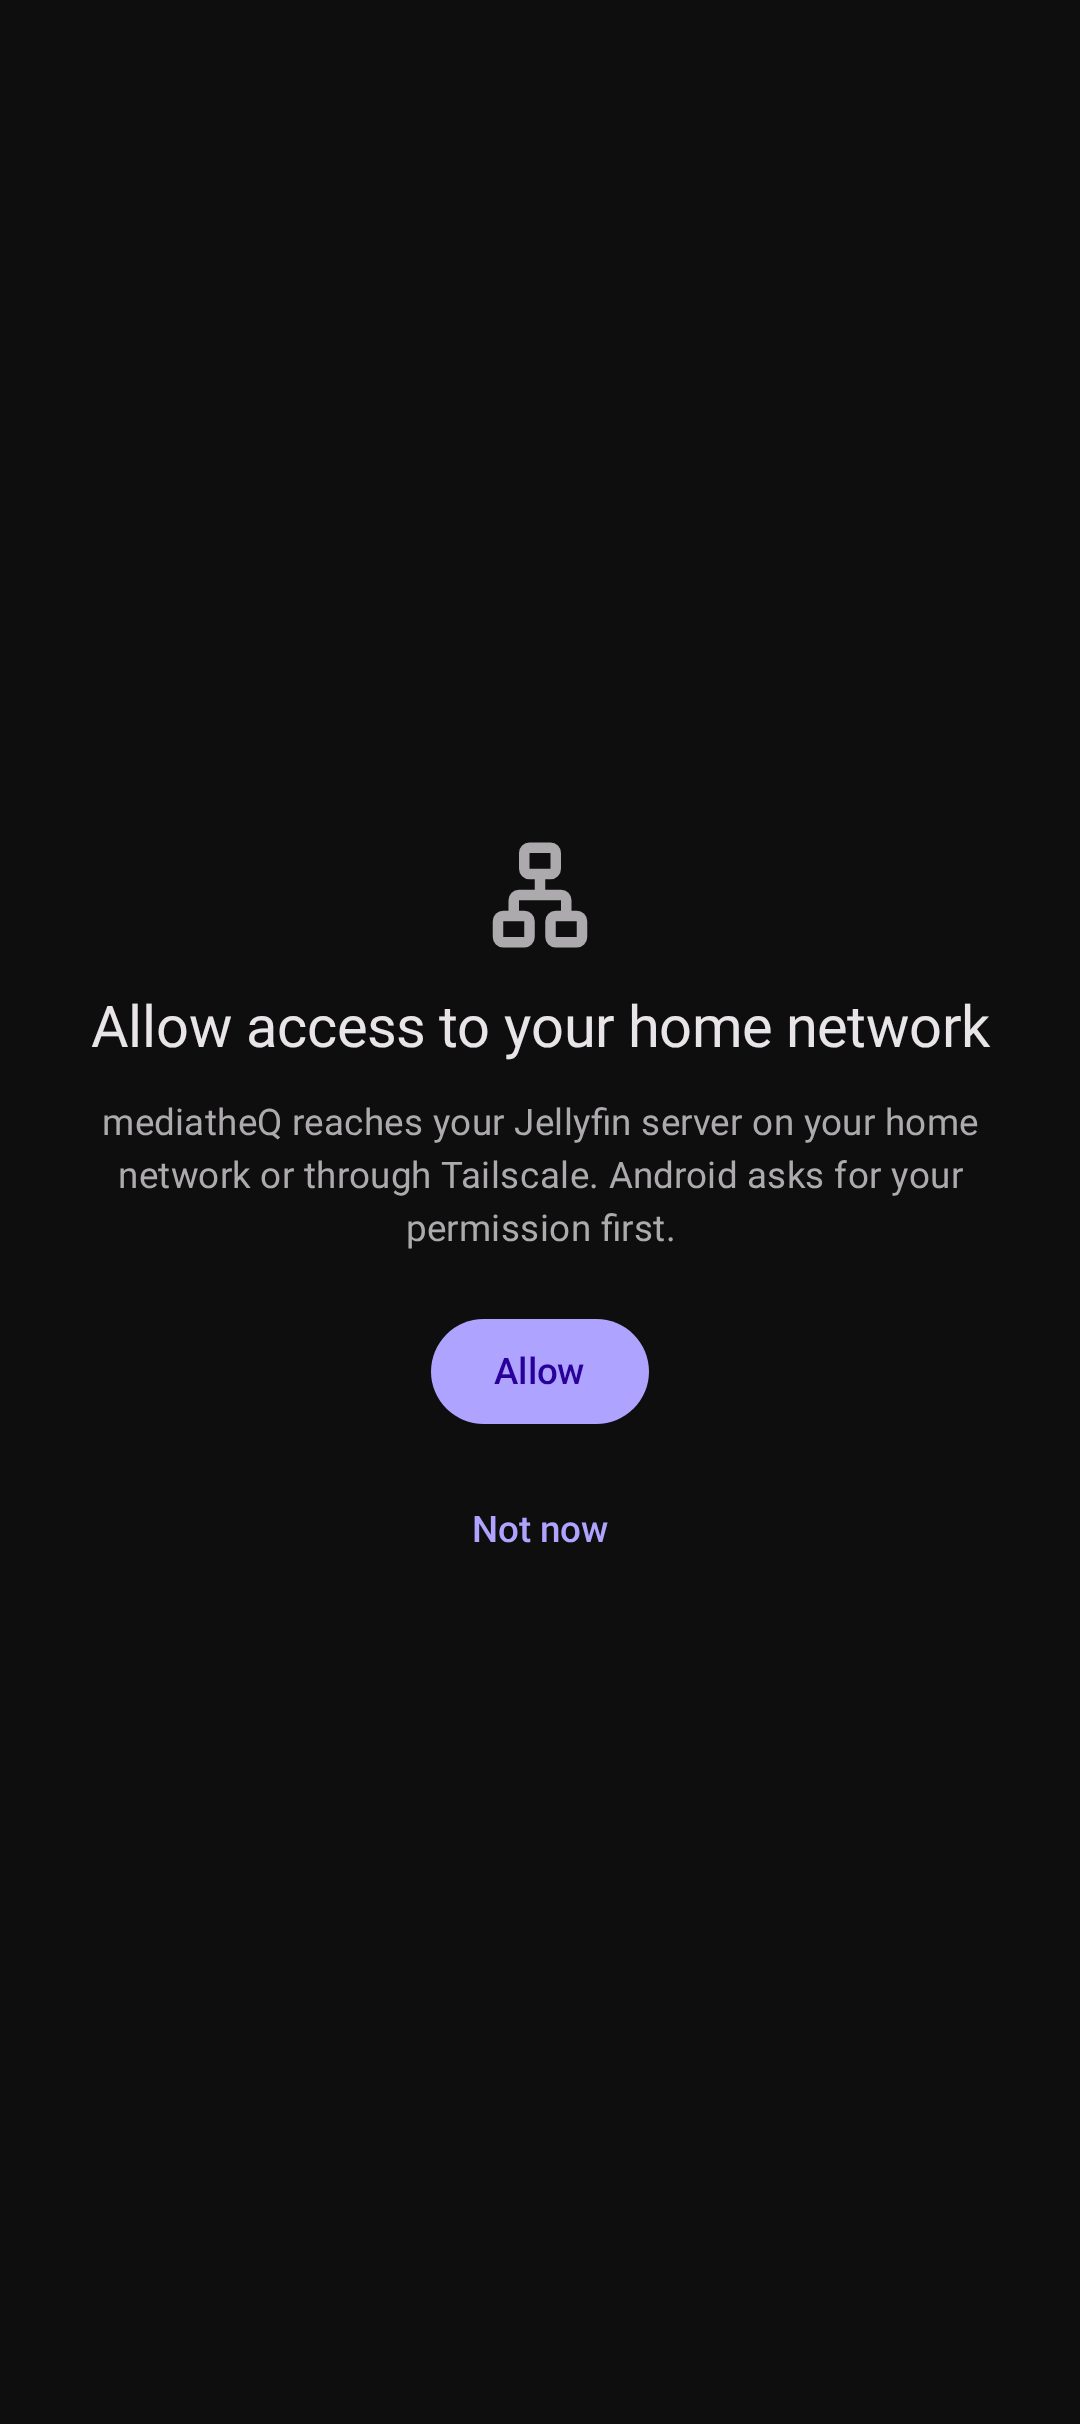 Allow access to your home network
mediatheQ reaches your Jellyfin server on your home
network or through Tailscale. Android asks for your
permission first.
Allow
Not now